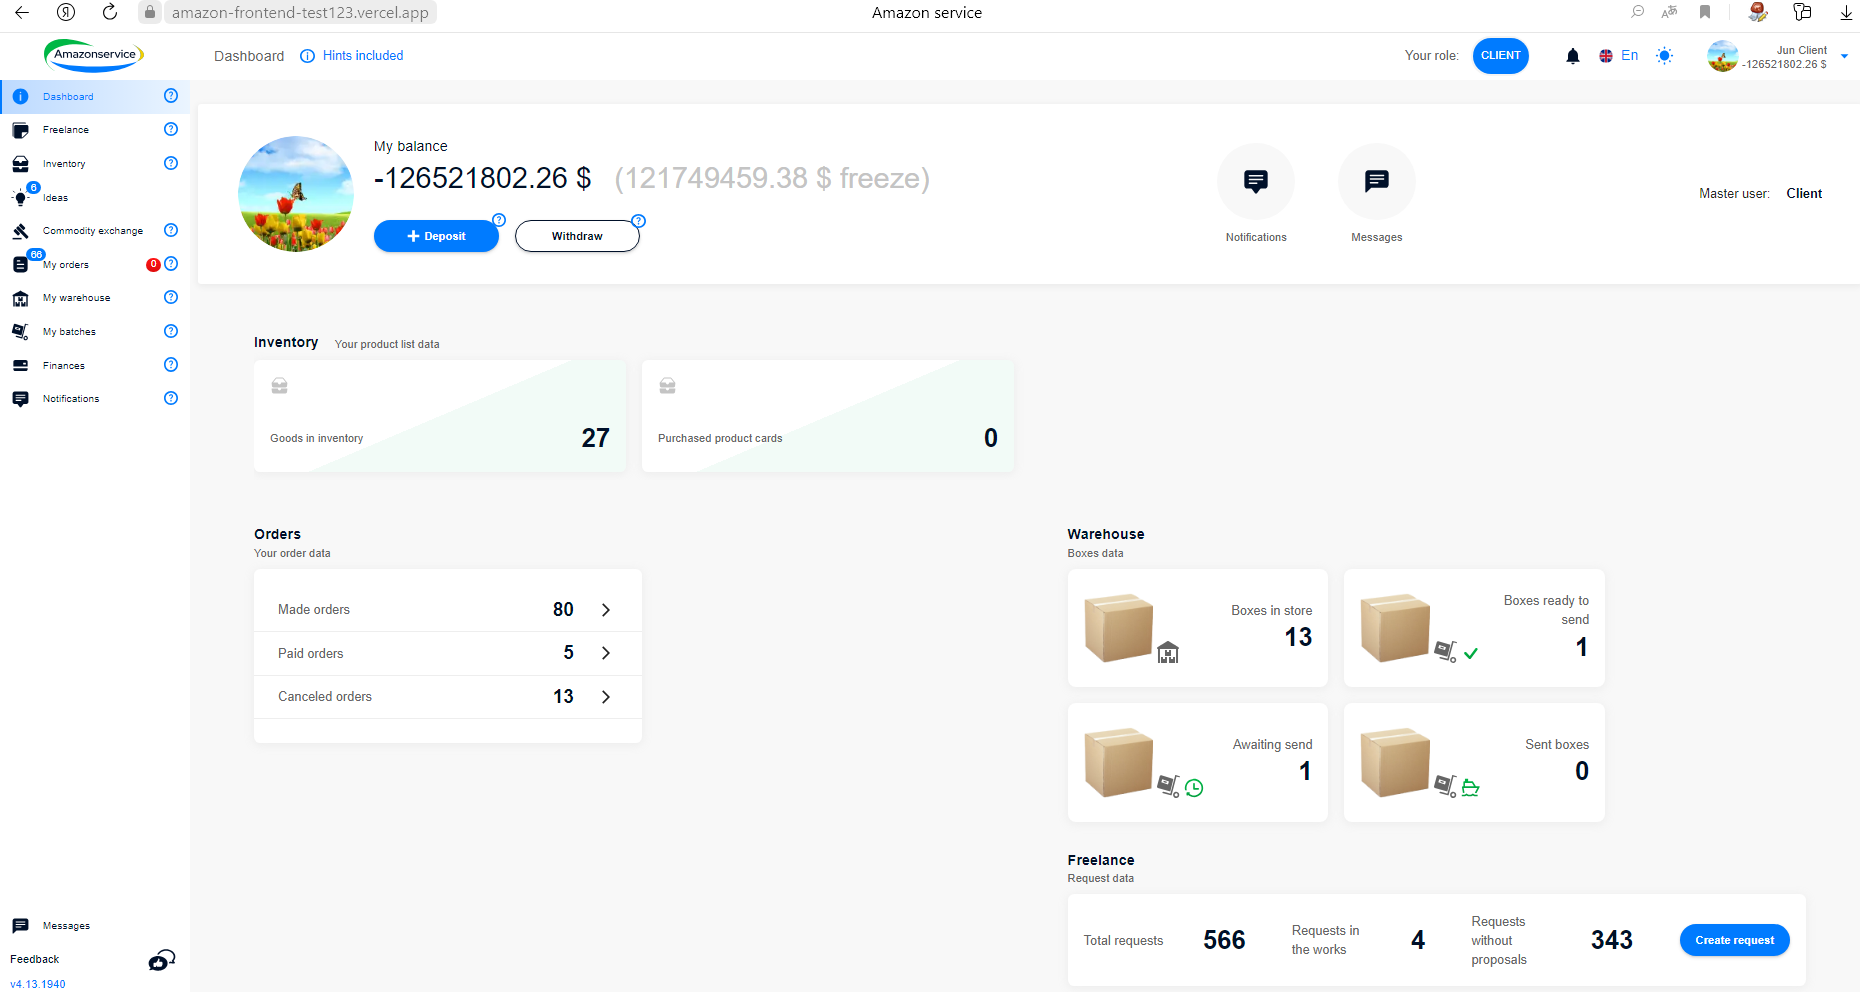 amazon-frontend-test123.vercel.app
Amazon service
Amazonservice
Dashboard
Hints included
Your role:
CLIENT
En
Jun Client
-126521802.26 $
Dashboard
Freelance
Inventory
6
Ideas
Commodity exchange
66
My orders
0
My warehouse
My batches
Finances
Notifications
Messages
Feedback
v4.13.1940
My balance
-126521802.26 $ (121749459.38 $ freeze)
+ Deposit
Withdraw
Notifications
Messages
Master user: Client
Inventory Your product list data
Goods in inventory 27
Purchased product cards 0
Orders
Your order data
Made orders 80
Paid orders 5
Canceled orders 13
Warehouse
Boxes data
Boxes in store
13
Boxes ready to
send
1
Awaiting send
1
Sent boxes
0
Freelance
Request data
Total requests 566
Requests in
the works
4
Requests
without
proposals
343
Create request